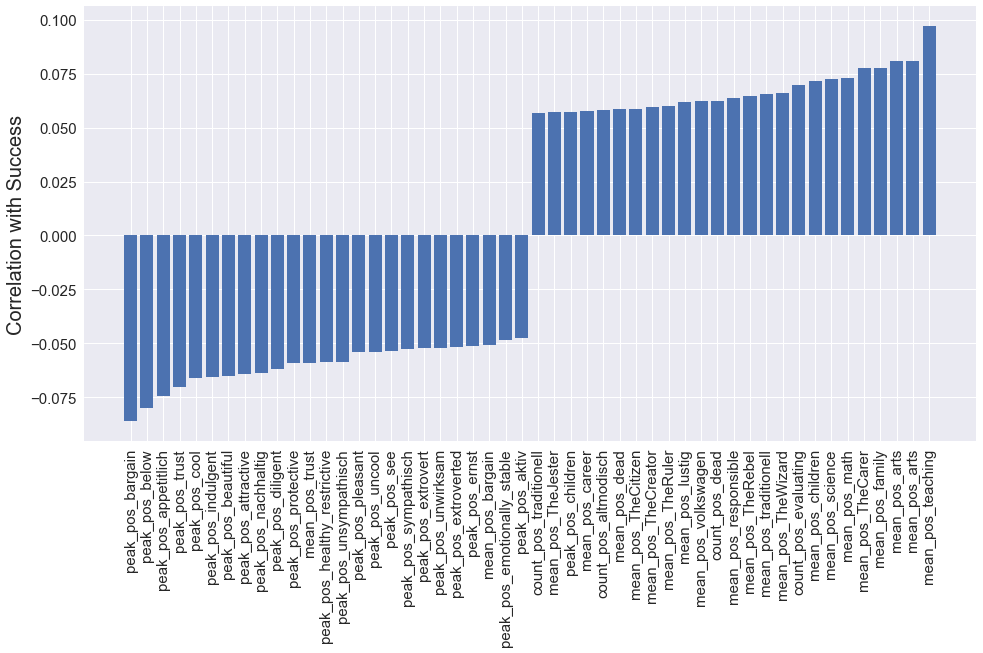 Correlation with Success
0.100
0.075
0.050
0.025
0.000
−0.025
−0.050
−0.075
peak_pos_bargain
peak_pos_below
peak_pos_appetitlich
peak_pos_trust
peak_pos_cool
peak_pos_indulgent
peak_pos_beautiful
peak_pos_attractive
peak_pos_nachhaltig
peak_pos_diligent
peak_pos_protective
mean_pos_trust
peak_pos_healthy_restrictive
peak_pos_unsympathisch
peak_pos_pleasant
peak_pos_uncool
peak_pos_see
peak_pos_sympathisch
peak_pos_extrovert
peak_pos_unwirksam
peak_pos_extroverted
peak_pos_ernst
mean_pos_bargain
peak_pos_emotionally_stable
peak_pos_aktiv
count_pos_traditionell
mean_pos_TheJester
peak_pos_children
mean_pos_career
count_pos_altmodisch
mean_pos_dead
mean_pos_TheCitizen
mean_pos_TheCreator
mean_pos_TheRuler
mean_pos_lustig
mean_pos_volkswagen
count_pos_dead
mean_pos_responsible
mean_pos_TheRebel
mean_pos_traditionell
mean_pos_TheWizard
count_pos_evaluating
mean_pos_children
mean_pos_science
mean_pos_math
mean_pos_TheCarer
mean_pos_family
mean_pos_arts
mean_pos_arts
mean_pos_teaching